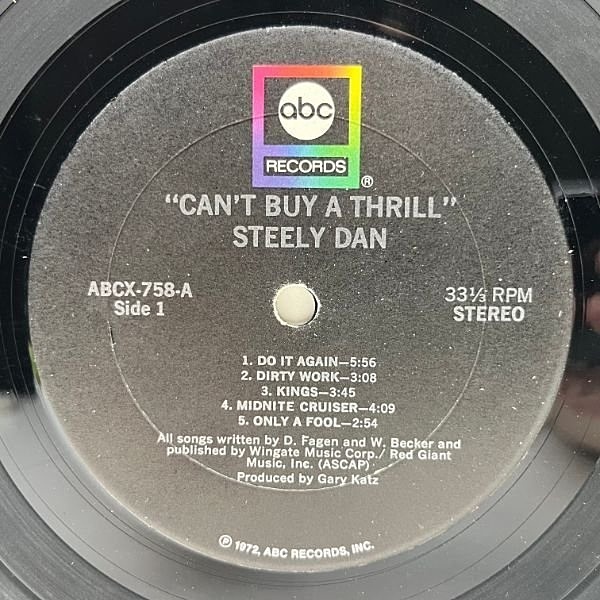 abc
RECORDS
®
"CAN'T BUY A THRILL"
STEELY DAN
ABCX-758-A
Side 1
33⅓ RPM
STEREO
1. DO IT AGAIN—5:56
2. DIRTY WORK—3:08
3. KINGS—3:45
4. MIDNITE CRUISER—4:09
5. ONLY A FOOL—2:54
All songs written by D. Fagen and W. Becker and
published by Wingate Music Corp./ Red Giant
Music, Inc. (ASCAP)
Produced by Gary Katz
℗ 1972, ABC RECORDS, INC.